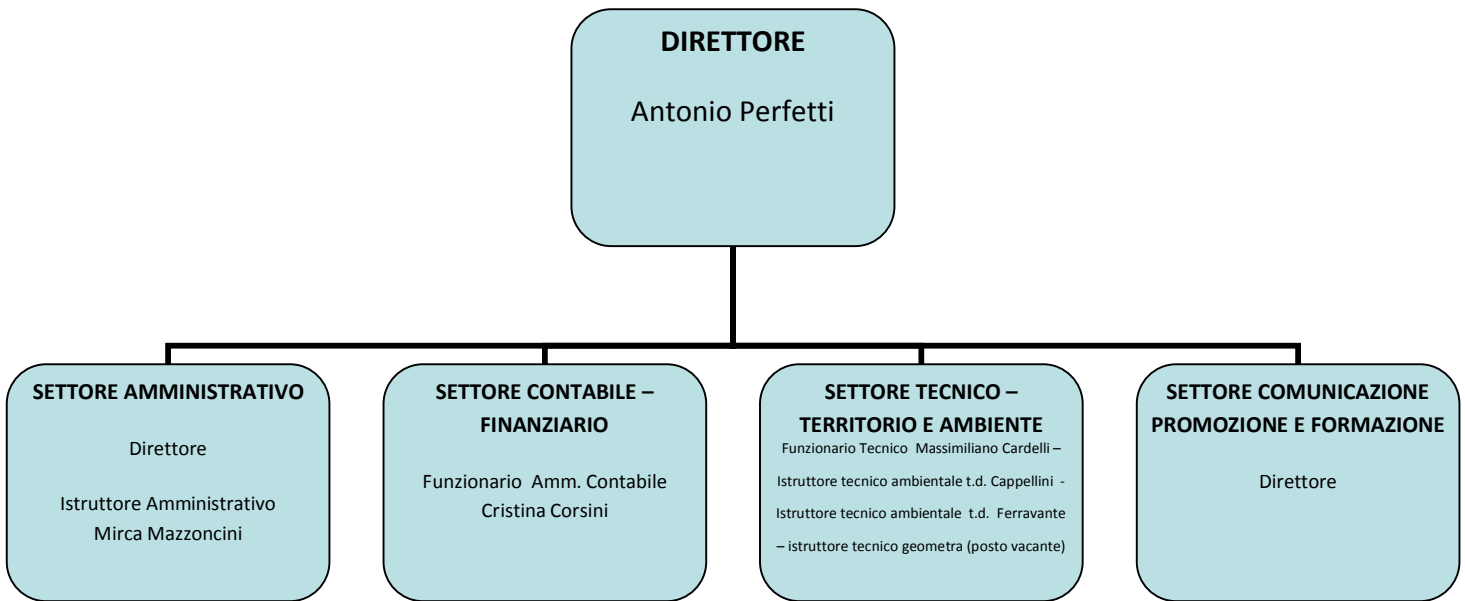 DIRETTORE
Antonio Perfetti
SETTORE AMMINISTRATIVO
Direttore
Istruttore Amministrativo
Mirca Mazzoncini
SETTORE CONTABILE –
FINANZIARIO
Funzionario Amm. Contabile
Cristina Corsini
SETTORE TECNICO –
TERRITORIO E AMBIENTE
Funzionario Tecnico Massimiliano Cardelli –
Istruttore tecnico ambientale t.d. Cappellini -
Istruttore tecnico ambientale t.d. Ferravante
– istruttore tecnico geometra (posto vacante)
SETTORE COMUNICAZIONE
PROMOZIONE E FORMAZIONE
Direttore